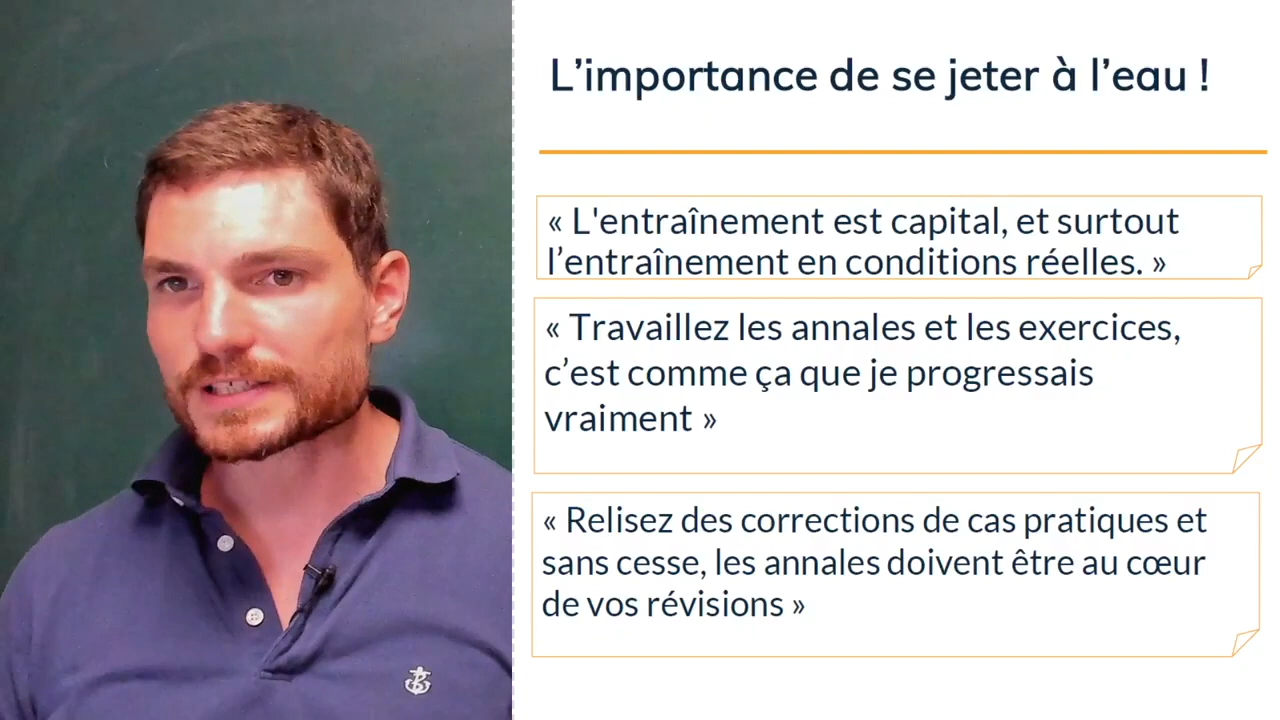 L’importance de se jeter à l’eau !
« L'entraînement est capital, et surtout
l’entraînement en conditions réelles. »
« Travaillez les annales et les exercices,
c’est comme ça que je progressais
vraiment »
« Relisez des corrections de cas pratiques et
sans cesse, les annales doivent être au cœur
de vos révisions »